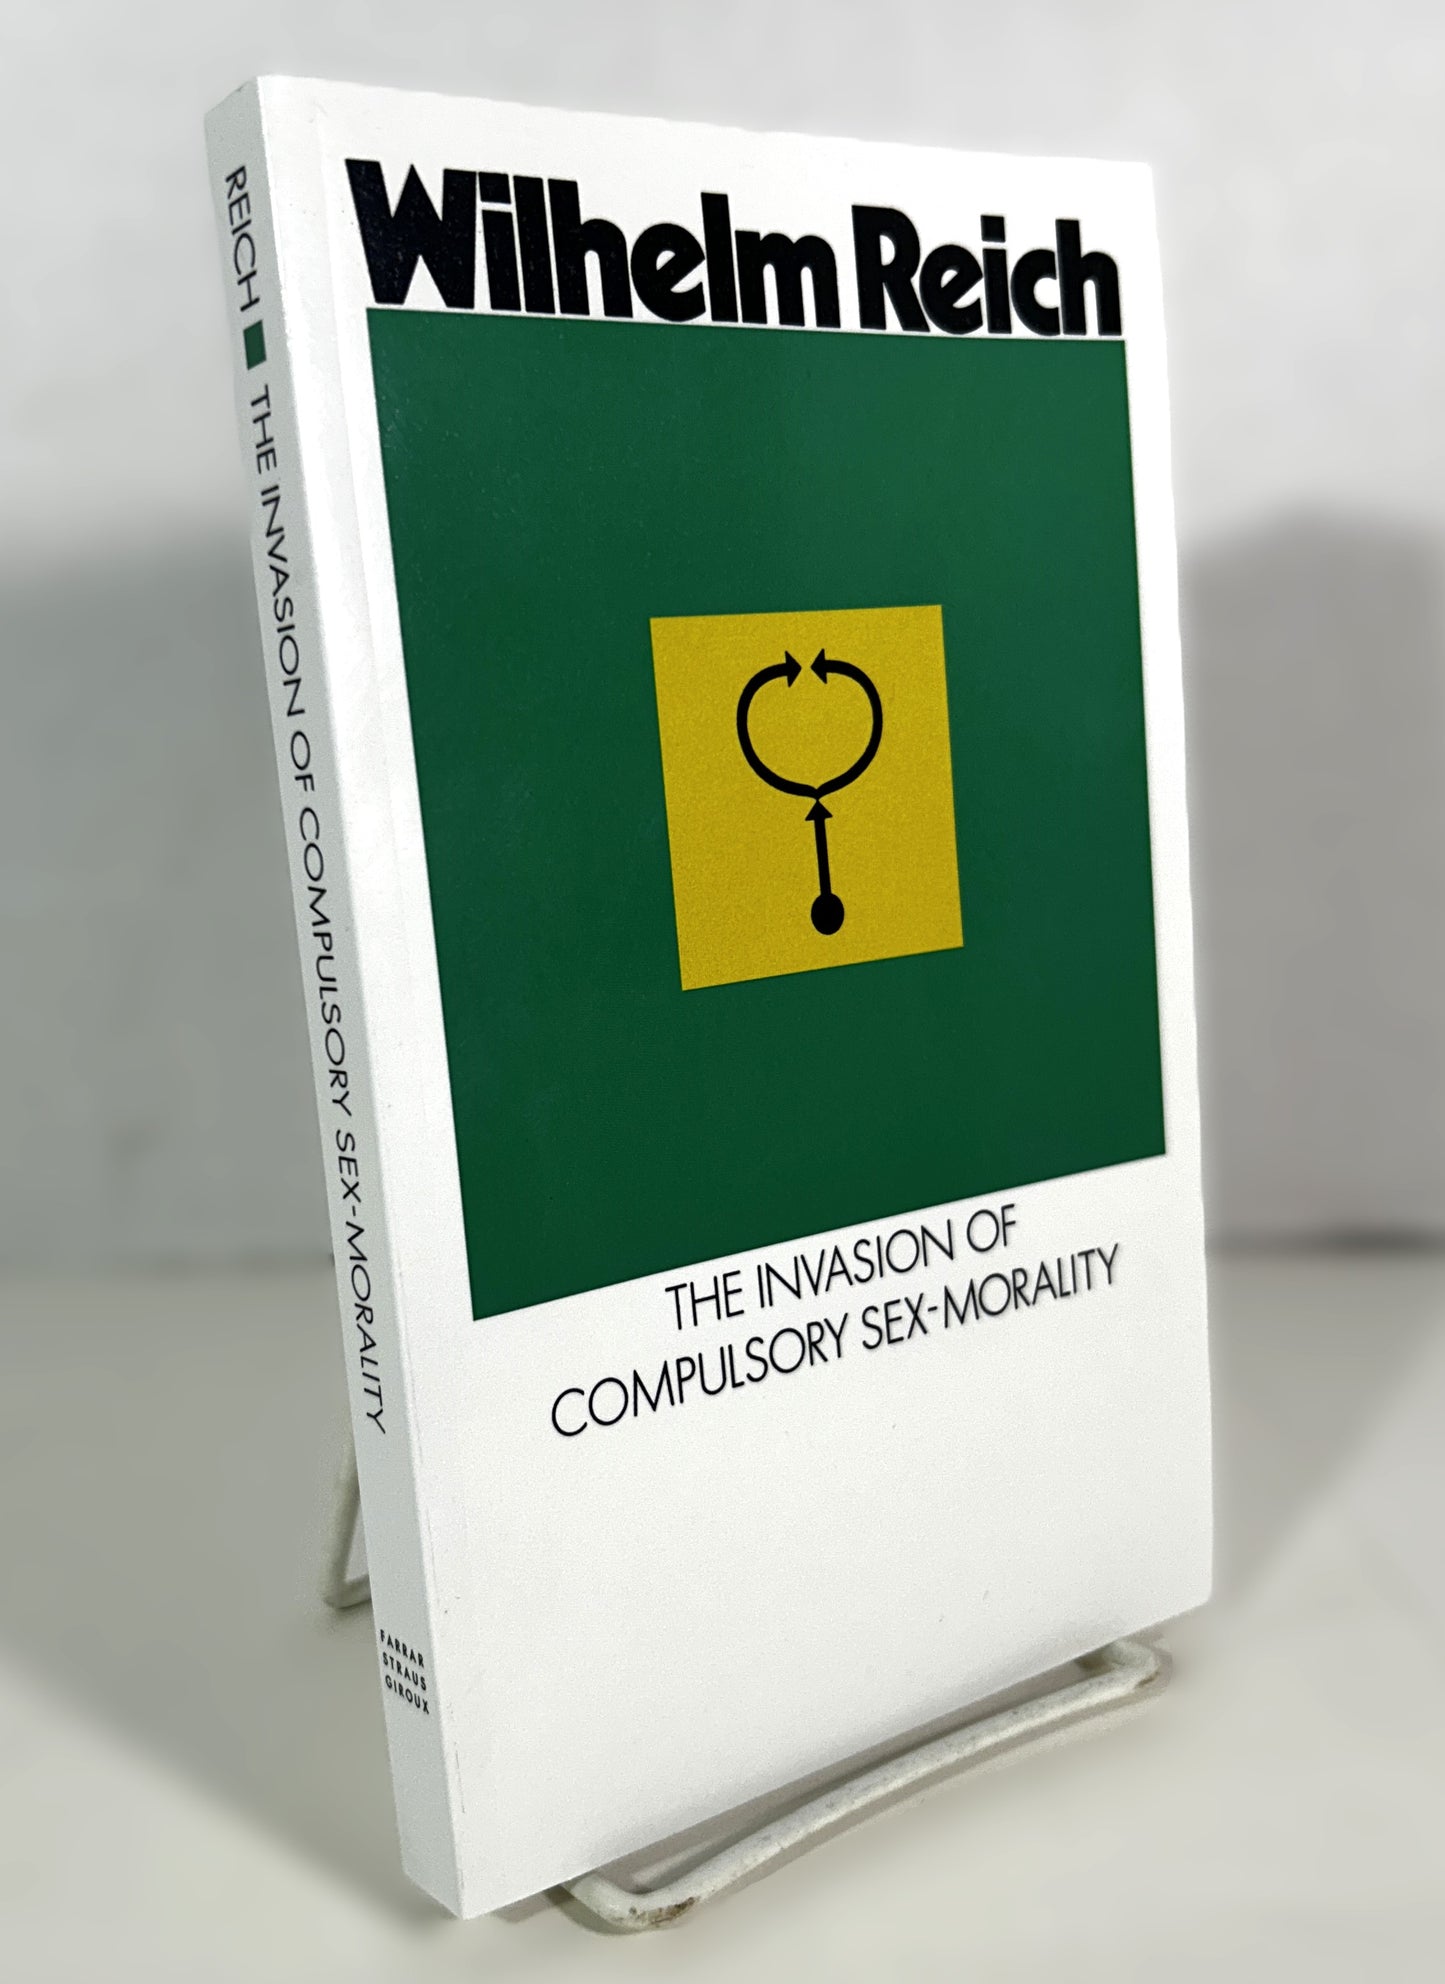 Wilhelm Reich
THE INVASION OF
COMPULSORY SEX-MORALITY
REICH THE INVASION OF COMPULSORY SEX-MORALITY
FARRAR
STRAUS
GIROUX